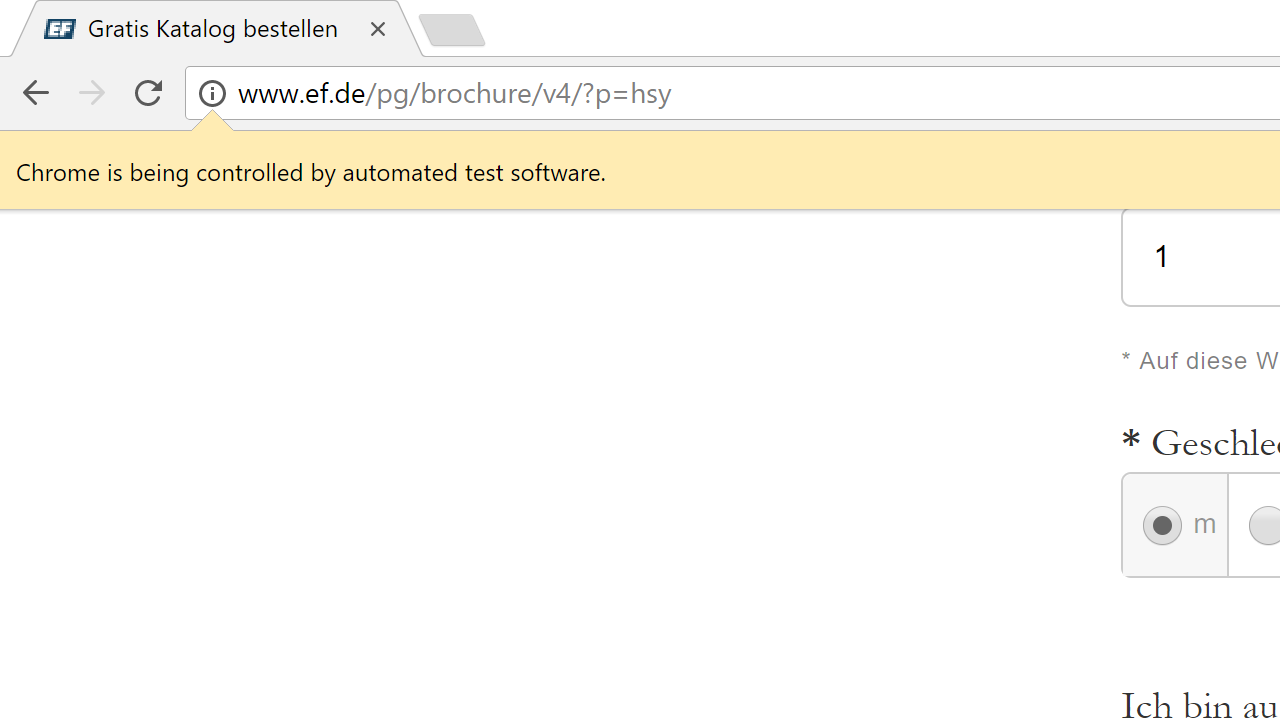 EF Gratis Katalog bestellen
www.ef.de/pg/brochure/v4/?p=hsy
Chrome is being controlled by automated test software.
1
* Auf diese W
* Geschlec
m
Ich bin au